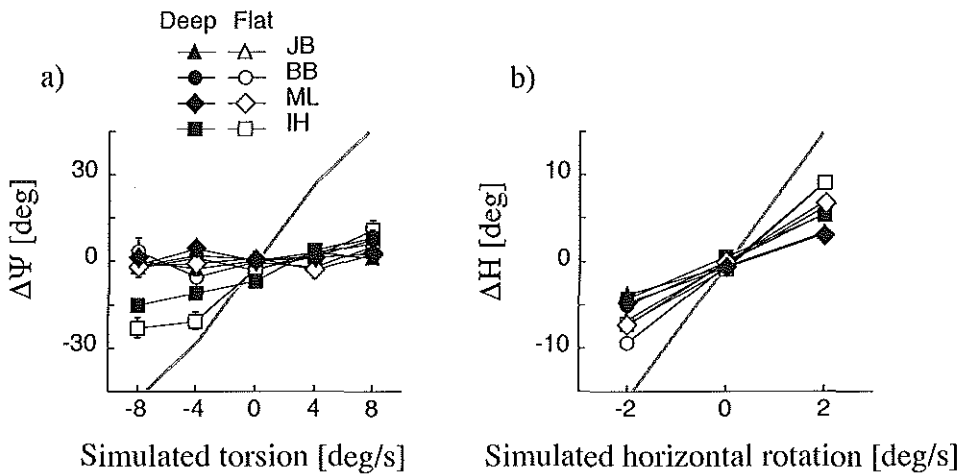 Deep Flat
JB
BB
ML
IH
a)
30
0
-30
ΔΨ [deg]
-8 -4 0 4 8
Simulated torsion [deg/s]
b)
10
0
-10
ΔH [deg]
-2 0 2
Simulated horizontal rotation [deg/s]